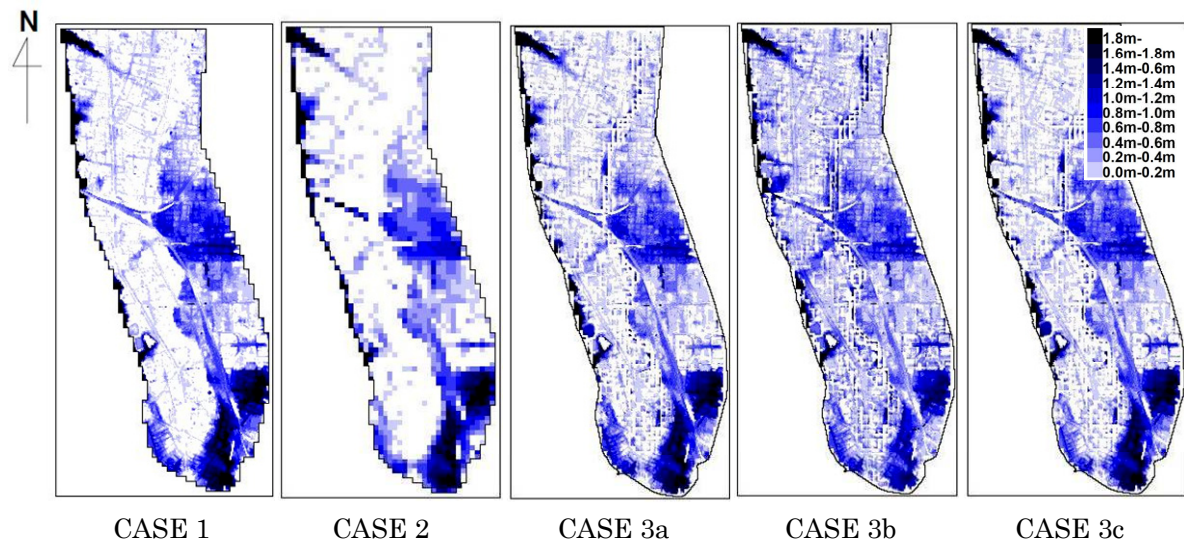 N
1.8m-
1.6m-1.8m
1.4m-0.6m
1.2m-1.4m
1.0m-1.2m
0.8m-1.0m
0.6m-0.8m
0.4m-0.6m
0.2m-0.4m
0.0m-0.2m
CASE 1 CASE 2 CASE 3a CASE 3b CASE 3c